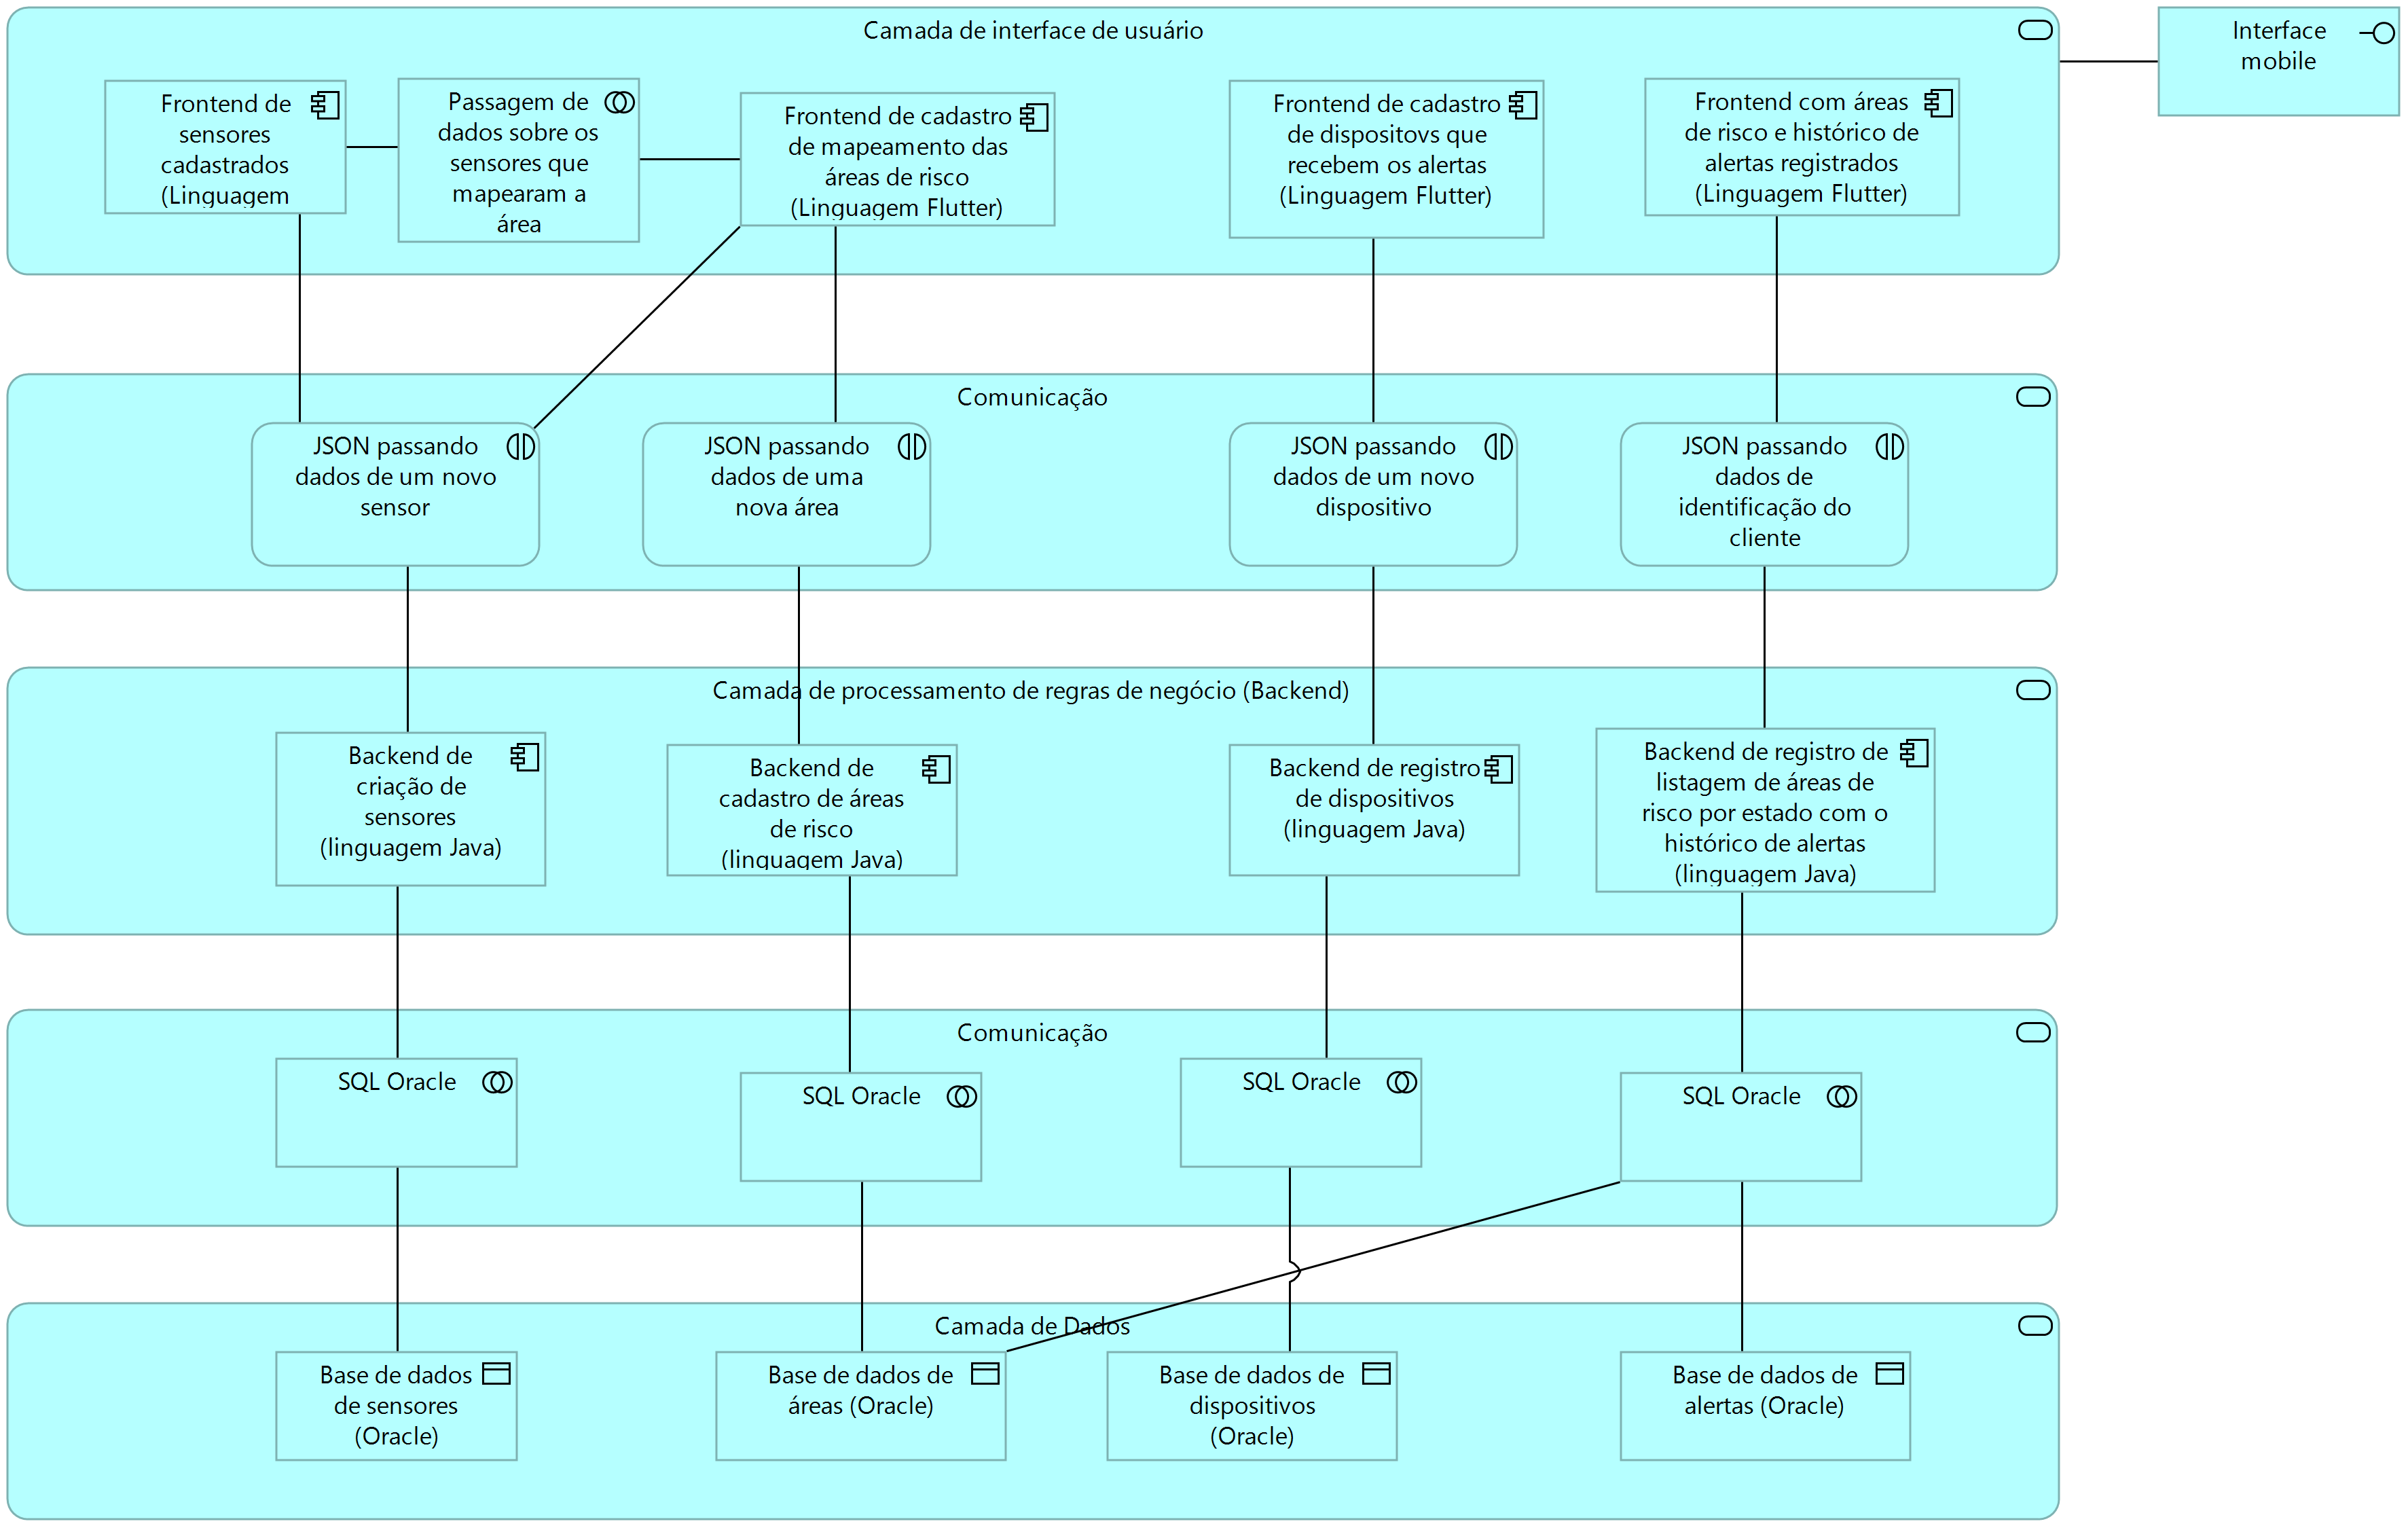 Camada de interface de usuário
Interface
mobile
Frontend de
sensores
cadastrados
(Linguagem
Passagem de
dados sobre os
sensores que
mapearam a
área
Frontend de cadastro
de mapeamento das
áreas de risco
(Linguagem Flutter)
Frontend de cadastro
de dispositovs que
recebem os alertas
(Linguagem Flutter)
Frontend com áreas
de risco e histórico de
alertas registrados
(Linguagem Flutter)
Comunicação
JSON passando
dados de um novo
sensor
JSON passando
dados de uma
nova área
JSON passando
dados de um novo
dispositivo
JSON passando
dados de
identificação do
cliente
Camada de processamento de regras de negócio (Backend)
Backend de
criação de
sensores
(linguagem Java)
Backend de
cadastro de áreas
de risco
(linguagem Java)
Backend de registro
de dispositivos
(linguagem Java)
Backend de registro de
listagem de áreas de
risco por estado com o
histórico de alertas
(linguagem Java)
Comunicação
SQL Oracle
SQL Oracle
SQL Oracle
SQL Oracle
Camada de Dados
Base de dados
de sensores
(Oracle)
Base de dados de
áreas (Oracle)
Base de dados de
dispositivos
(Oracle)
Base de dados de
alertas (Oracle)